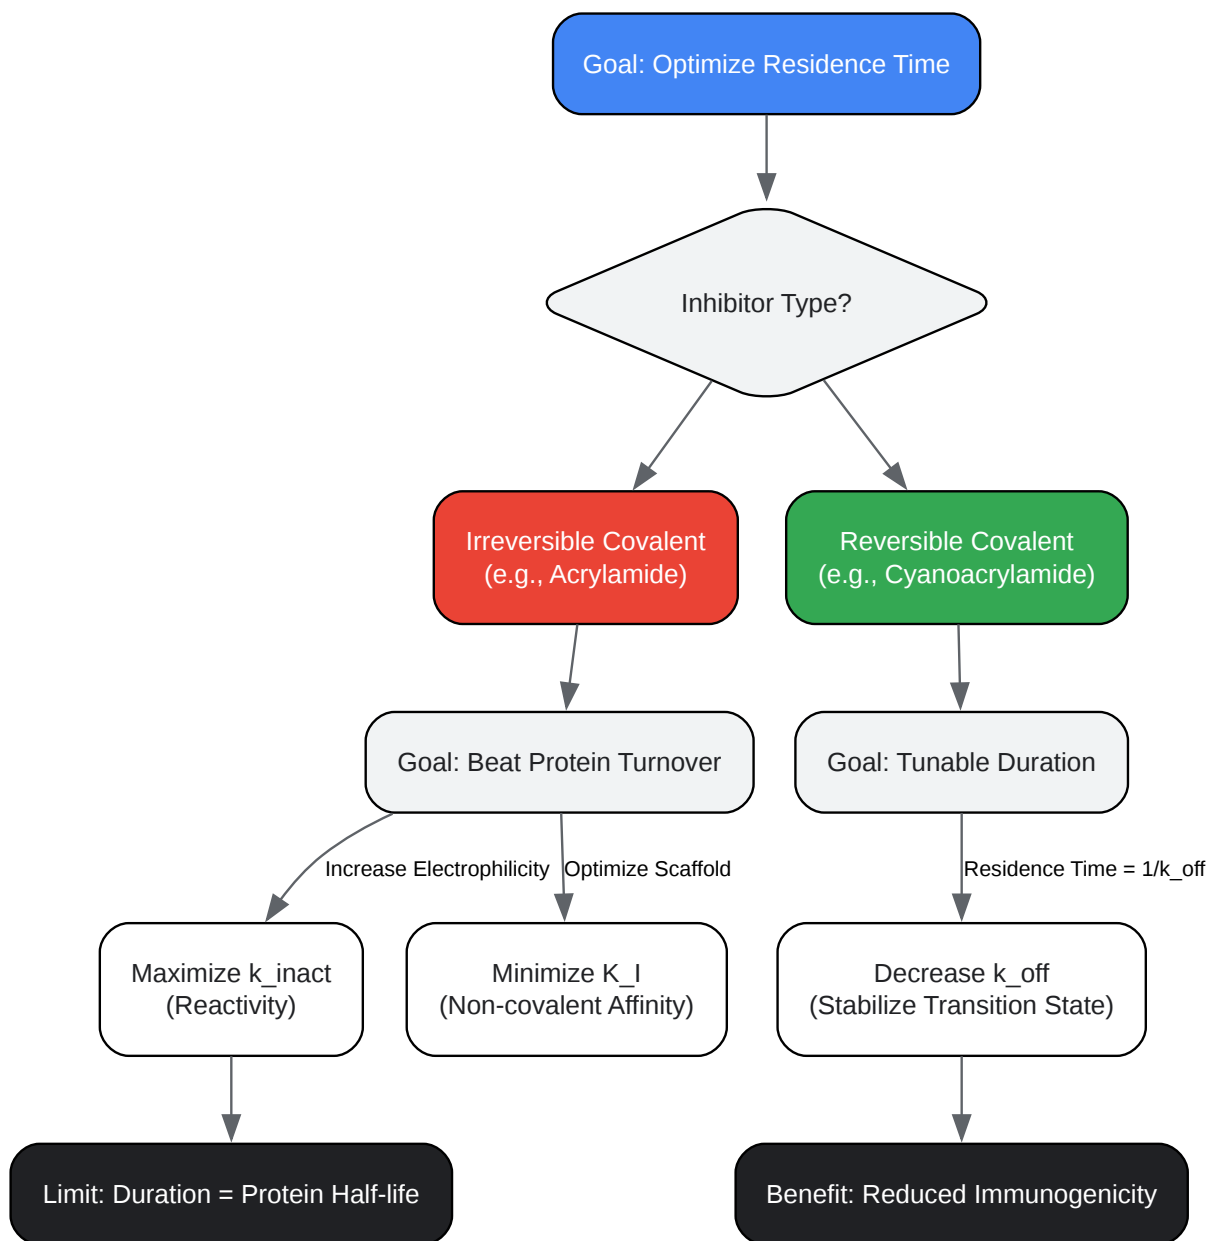 Goal: Optimize Residence Time
Inhibitor Type?
Irreversible Covalent
(e.g., Acrylamide)
Reversible Covalent
(e.g., Cyanoacrylamide)
Goal: Beat Protein Turnover
Goal: Tunable Duration
Increase Electrophilicity
Optimize Scaffold
Residence Time = 1/k_off
Maximize k_inact
(Reactivity)
Minimize K_I
(Non-covalent Affinity)
Decrease k_off
(Stabilize Transition State)
Limit: Duration = Protein Half-life
Benefit: Reduced Immunogenicity